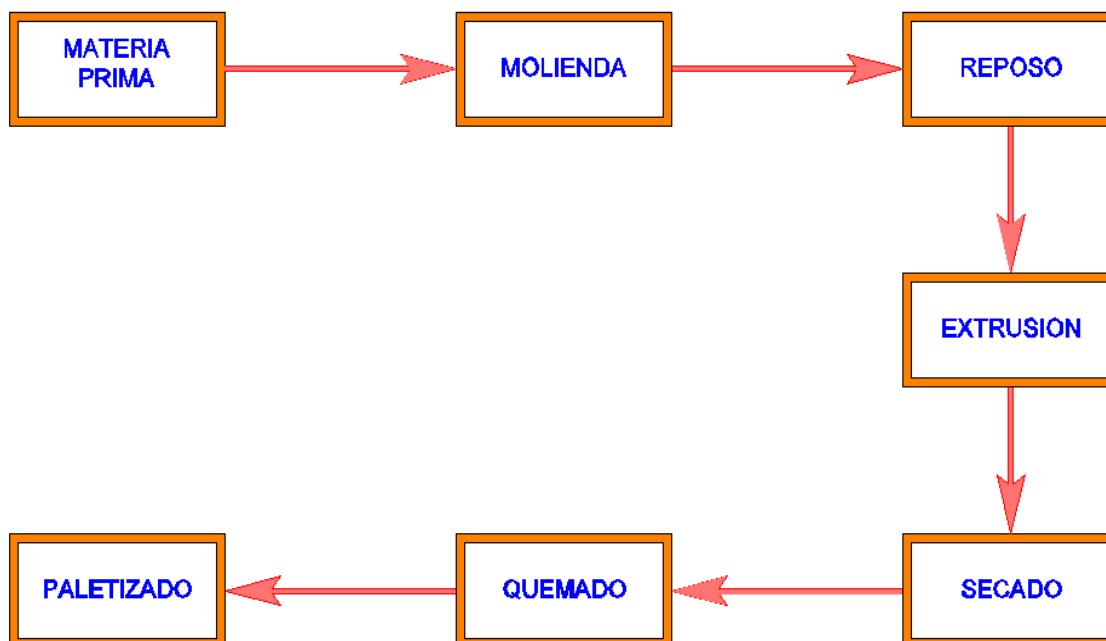 MATERIA
PRIMA
MOLIENDA
REPOSO
EXTRUSION
SECADO
QUEMADO
PALETIZADO